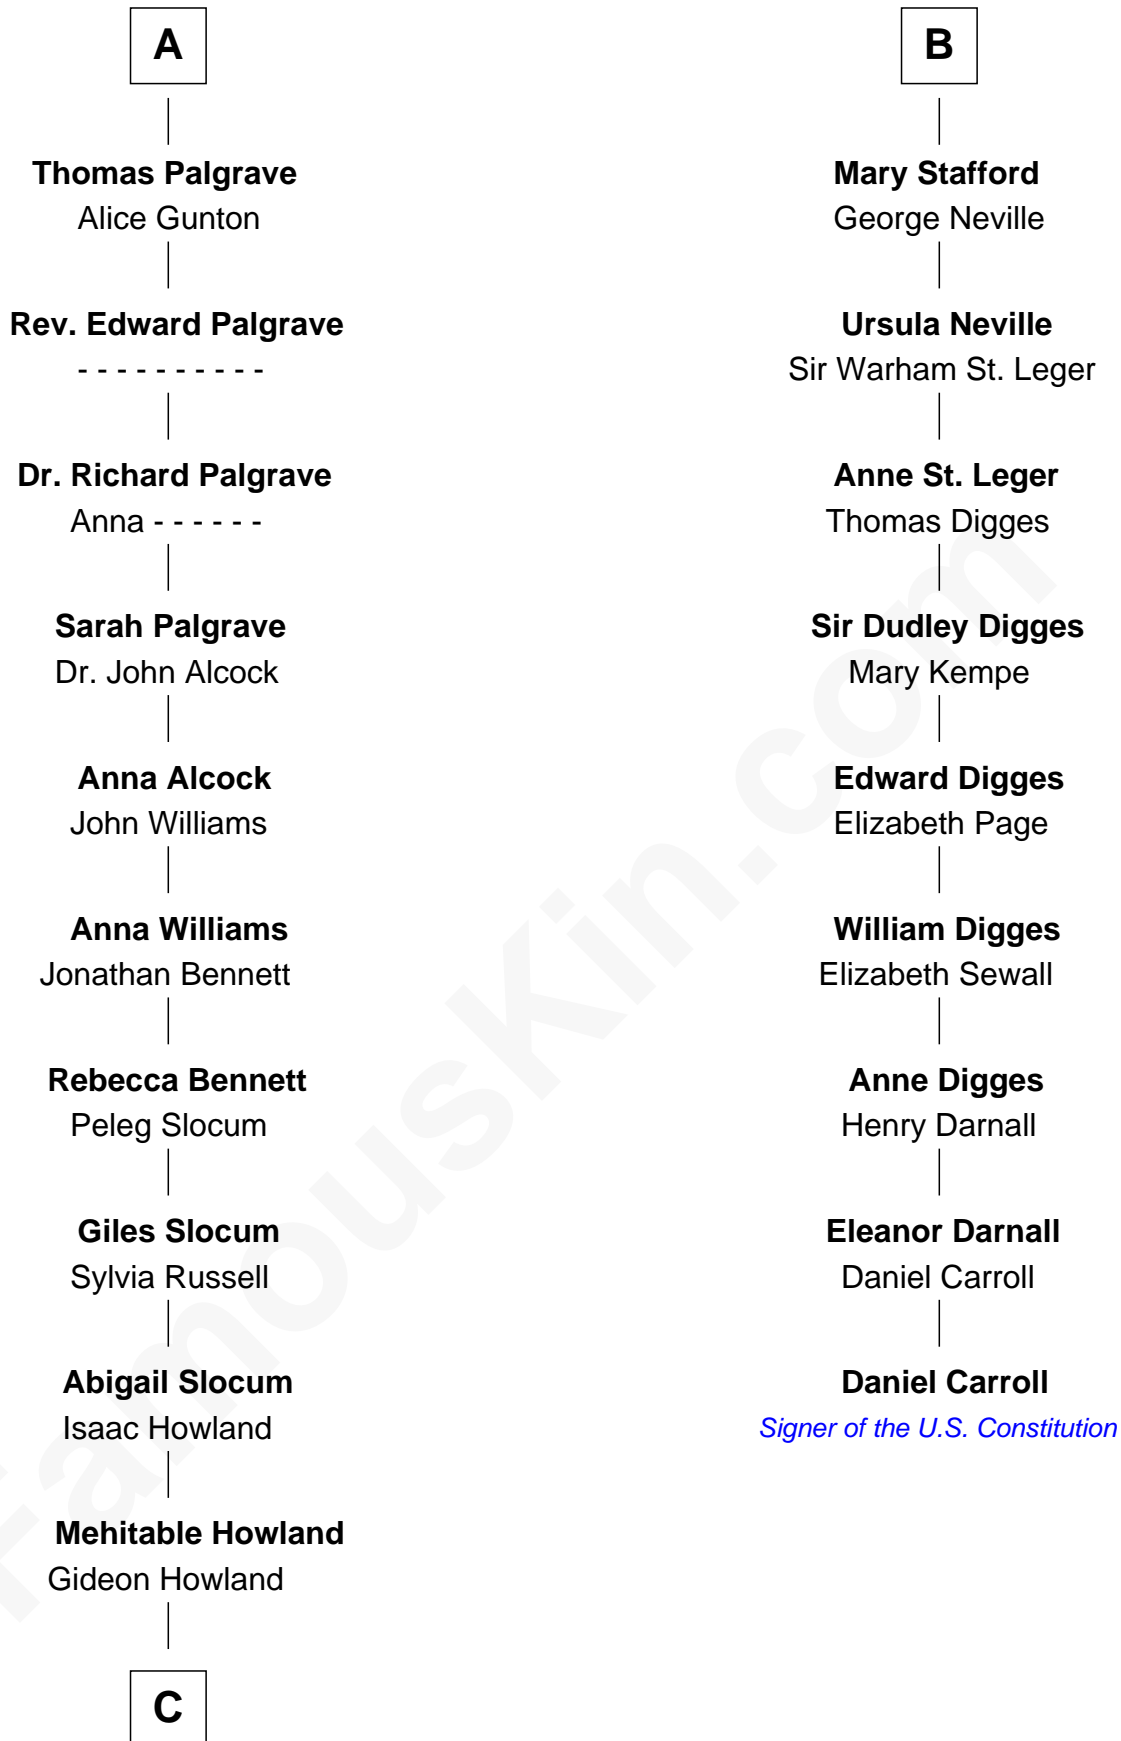 A
Thomas Palgrave
Alice Gunton
Rev. Edward Palgrave
- - - - - - - - - -
Dr. Richard Palgrave
Anna - - - - - -
Sarah Palgrave
Dr. John Alcock
Anna Alcock
John Williams
Anna Williams
Jonathan Bennett
Rebecca Bennett
Peleg Slocum
Giles Slocum
Sylvia Russell
Abigail Slocum
Isaac Howland
Mehitable Howland
Gideon Howland
C
B
Mary Stafford
George Neville
Ursula Neville
Sir Warham St. Leger
Anne St. Leger
Thomas Digges
Sir Dudley Digges
Mary Kempe
Edward Digges
Elizabeth Page
William Digges
Elizabeth Sewall
Anne Digges
Henry Darnall
Eleanor Darnall
Daniel Carroll
Daniel Carroll
Signer of the U.S. Constitution
FamousKin.com